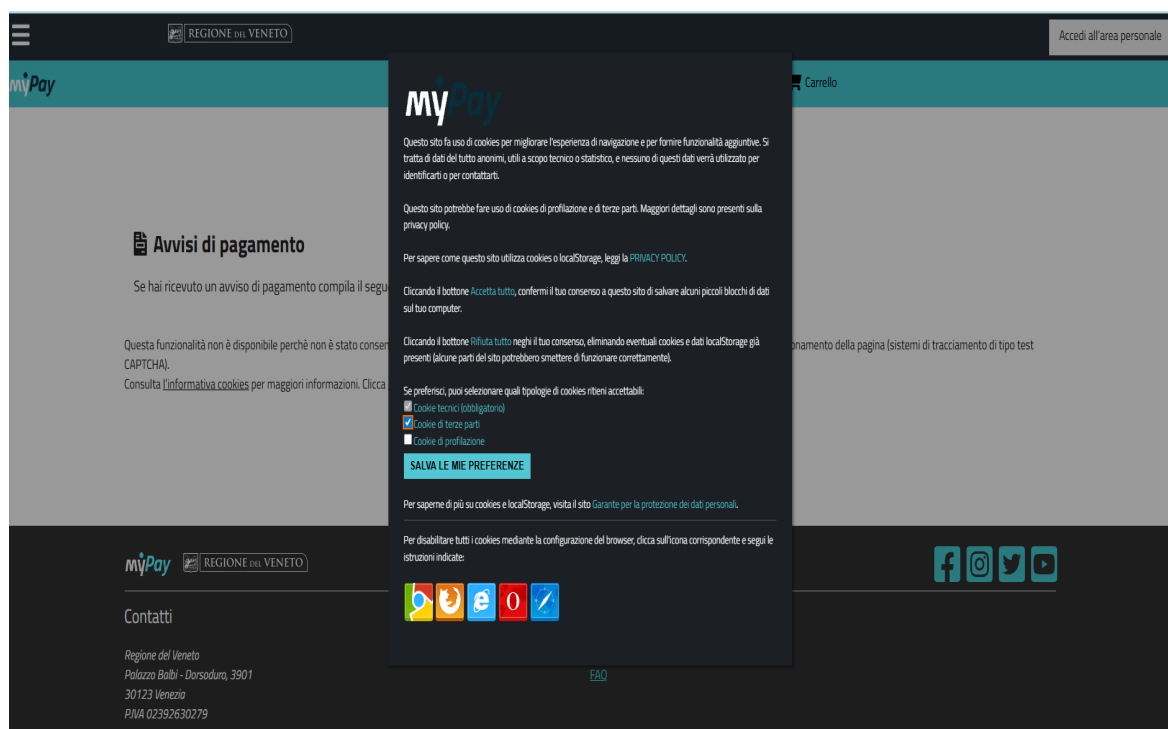 REGIONE DEL VENETO
Accedi all'area personale
myPay
Carrello
myPay
Questo sito fa uso di cookies per migliorare l'esperienza di navigazione e per fornire funzionalità aggiuntive. Si
tratta di dati del tutto anonimi, utili a scopo tecnico o statistico, e nessuno di questi dati verrà utilizzato per
identificarti o per contattarti.
Questo sito potrebbe fare uso di cookies di profilazione e di terze parti. Maggiori dettagli sono presenti sulla
privacy policy.
Per sapere come questo sito utilizza cookies o localStorage, leggi la PRIVACY POLICY.
Cliccando il bottone Accetta tutto, confermi il tuo consenso a questo sito di salvare alcuni piccoli blocchi di dati
sul tuo computer.
Cliccando il bottone Rifiuta tutto neghi il tuo consenso, eliminando eventuali cookies e dati localStorage già
presenti (alcune parti del sito potrebbero smettere di funzionare correttamente).
Se preferisci, puoi selezionare quali tipologie di cookies ritieni accettabili:
Cookie tecnici (obbligatorio)
Cookie di terze parti
Cookie di profilazione
SALVA LE MIE PREFERENZE
Per saperne di più su cookies e localStorage, visita il sito Garante per la protezione dei dati personali.
Per disabilitare tutti i cookies mediante la configurazione del browser, clicca sull'icona corrispondente e segui le
istruzioni indicate:
Avvisi di pagamento
Se hai ricevuto un avviso di pagamento compila il segu
Questa funzionalità non è disponibile perchè non è stato consen
onamento della pagina (sistemi di tracciamento di tipo test
CAPTCHA).
Consulta l'informativa cookies per maggiori informazioni. Clicca
myPay REGIONE DEL VENETO
Contatti
Regione del Veneto
Palazzo Balbi - Dorsoduro, 3901
30123 Venezia
P.IVA 02392630279
FAQ